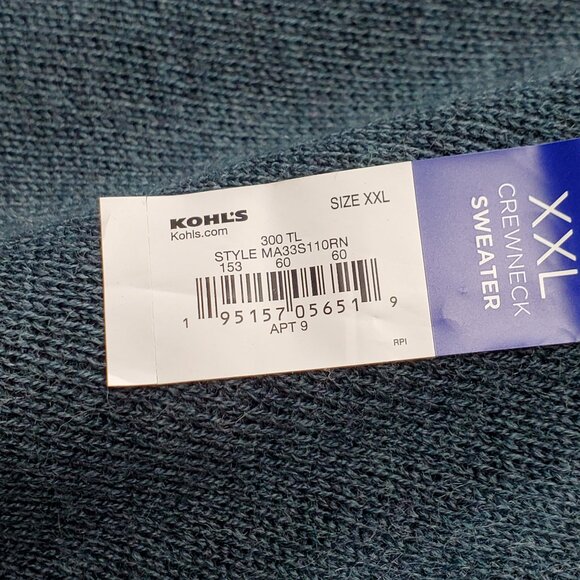 KOHL'S
Kohls.com
SIZE XXL
300 TL
STYLE MA33S110RN
153 60 60
1 95157 05651 9
APT 9
RPI
XXL
CREWNECK
SWEATER